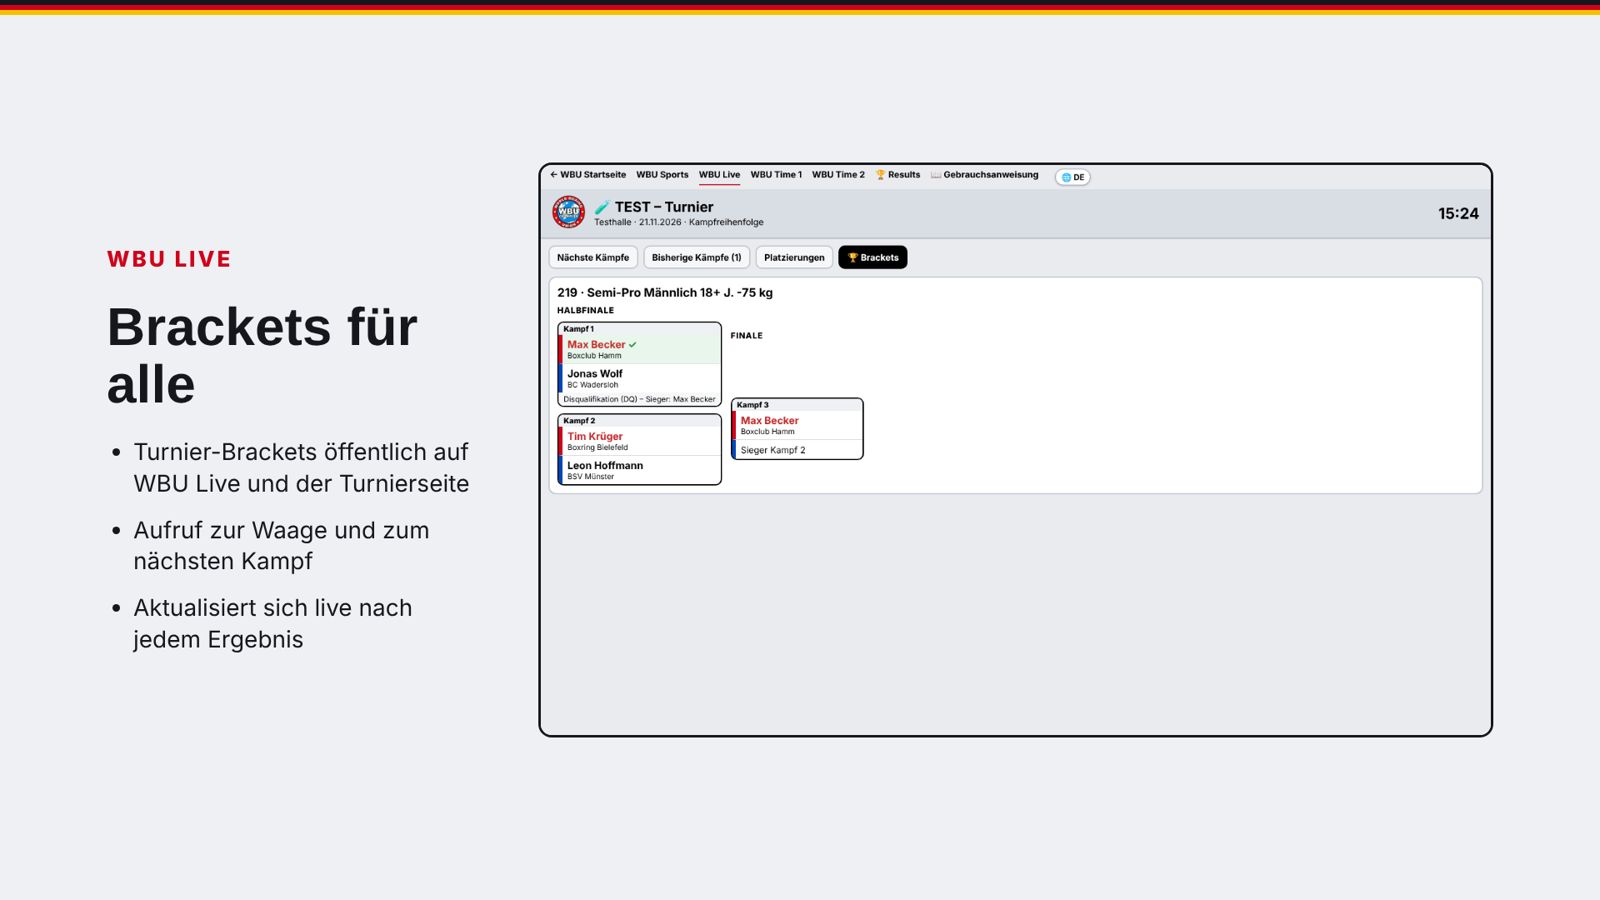 WBU LIVE
Brackets für
alle
• Turnier-Brackets öffentlich auf
WBU Live und der Turnierseite
• Aufruf zur Waage und zum
nächsten Kampf
• Aktualisiert sich live nach
jedem Ergebnis
← WBU Startseite WBU Sports WBU Live WBU Time 1 WBU Time 2 🏆 Results 📖 Gebrauchsanweisung 🌐 DE
WBU
🧪 TEST – Turnier
Testhalle · 21.11.2026 · Kampfreihenfolge
15:24
Nächste Kämpfe Bisherige Kämpfe (1) Platzierungen 🏆 Brackets
219 · Semi-Pro Männlich 18+ J. -75 kg
HALBFINALE
Kampf 1
Max Becker ✓
Boxclub Hamm
Jonas Wolf
BC Wadersloh
Disqualifikation (DQ) – Sieger: Max Becker
Kampf 2
Tim Krüger
Boxring Bielefeld
Leon Hoffmann
BSV Münster
FINALE
Kampf 3
Max Becker
Boxclub Hamm
Sieger Kampf 2